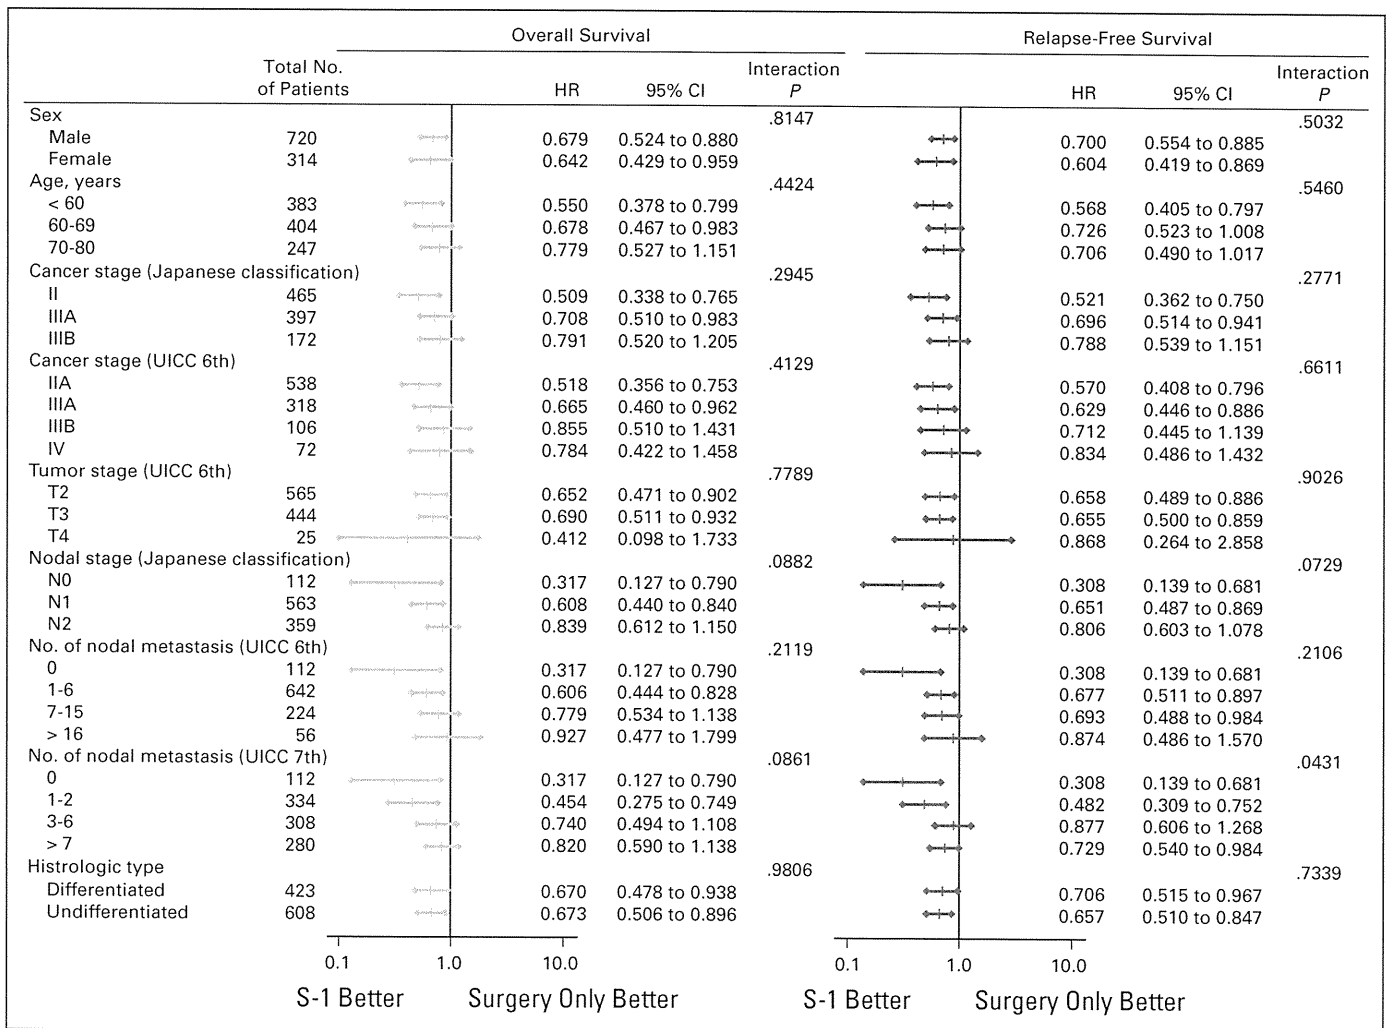 Overall Survival Relapse-Free Survival
Total No. of Patients HR 95% CI Interaction P HR 95% CI Interaction P
Sex .8147 .5032
Male 720 0.679 0.524 to 0.880 0.700 0.554 to 0.885
Female 314 0.642 0.429 to 0.959 0.604 0.419 to 0.869
Age, years .4424 .5460
< 60 383 0.550 0.378 to 0.799 0.568 0.405 to 0.797
60-69 404 0.678 0.467 to 0.983 0.726 0.523 to 1.008
70-80 247 0.779 0.527 to 1.151 0.706 0.490 to 1.017
Cancer stage (Japanese classification) .2945 .2771
II 465 0.509 0.338 to 0.765 0.521 0.362 to 0.750
IIIA 397 0.708 0.510 to 0.983 0.696 0.514 to 0.941
IIIB 172 0.791 0.520 to 1.205 0.788 0.539 to 1.151
Cancer stage (UICC 6th) .4129 .6611
IIA 538 0.518 0.356 to 0.753 0.570 0.408 to 0.796
IIIA 318 0.665 0.460 to 0.962 0.629 0.446 to 0.886
IIIB 106 0.855 0.510 to 1.431 0.712 0.445 to 1.139
IV 72 0.784 0.422 to 1.458 0.834 0.486 to 1.432
Tumor stage (UICC 6th) .7789 .9026
T2 565 0.652 0.471 to 0.902 0.658 0.489 to 0.886
T3 444 0.690 0.511 to 0.932 0.655 0.500 to 0.859
T4 25 0.412 0.098 to 1.733 0.868 0.264 to 2.858
Nodal stage (Japanese classification) .0882 .0729
N0 112 0.317 0.127 to 0.790 0.308 0.139 to 0.681
N1 563 0.608 0.440 to 0.840 0.651 0.487 to 0.869
N2 359 0.839 0.612 to 1.150 0.806 0.603 to 1.078
No. of nodal metastasis (UICC 6th) .2119 .2106
0 112 0.317 0.127 to 0.790 0.308 0.139 to 0.681
1-6 642 0.606 0.444 to 0.828 0.677 0.511 to 0.897
7-15 224 0.779 0.534 to 1.138 0.693 0.488 to 0.984
> 16 56 0.927 0.477 to 1.799 0.874 0.486 to 1.570
No. of nodal metastasis (UICC 7th) .0861 .0431
0 112 0.317 0.127 to 0.790 0.308 0.139 to 0.681
1-2 334 0.454 0.275 to 0.749 0.482 0.309 to 0.752
3-6 308 0.740 0.494 to 1.108 0.877 0.606 to 1.268
> 7 280 0.820 0.590 to 1.138 0.729 0.540 to 0.984
Histrologic type .9806 .7339
Differentiated 423 0.670 0.478 to 0.938 0.706 0.515 to 0.967
Undifferentiated 608 0.673 0.506 to 0.896 0.657 0.510 to 0.847
0.1 1.0 10.0 0.1 1.0 10.0
S-1 Better Surgery Only Better S-1 Better Surgery Only Better